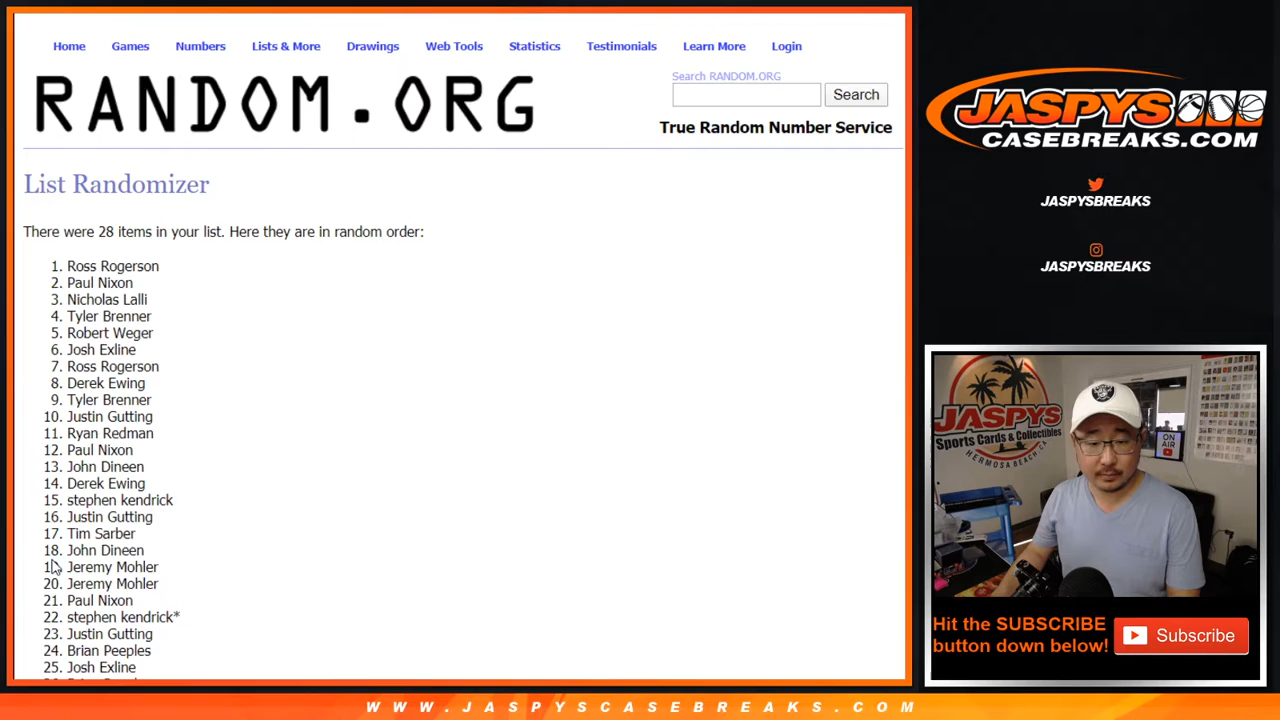 Home Games Numbers Lists & More Drawings Web Tools Statistics Testimonials Learn More Login
RANDOM.ORG
Search RANDOM.ORG
Search
True Random Number Service
List Randomizer
There were 28 items in your list. Here they are in random order:
1. Ross Rogerson
2. Paul Nixon
3. Nicholas Lalli
4. Tyler Brenner
5. Robert Weger
6. Josh Exline
7. Ross Rogerson
8. Derek Ewing
9. Tyler Brenner
10. Justin Gutting
11. Ryan Redman
12. Paul Nixon
13. John Dineen
14. Derek Ewing
15. stephen kendrick
16. Justin Gutting
17. Tim Sarber
18. John Dineen
Jeremy Mohler
20. Jeremy Mohler
21. Paul Nixon
22. stephen kendrick*
23. Justin Gutting
24. Brian Peeples
25. Josh Exline
JASPYS
CASEBREAKS.COM
JASPYSBREAKS
JASPYSBREAKS
JASPYS
Sports Cards & Collectibles
HERMOSA BEACH, CA
ON AIR
Hit the SUBSCRIBE
button down below!
Subscribe
WWW.JASPYSCASEBREAKS.COM